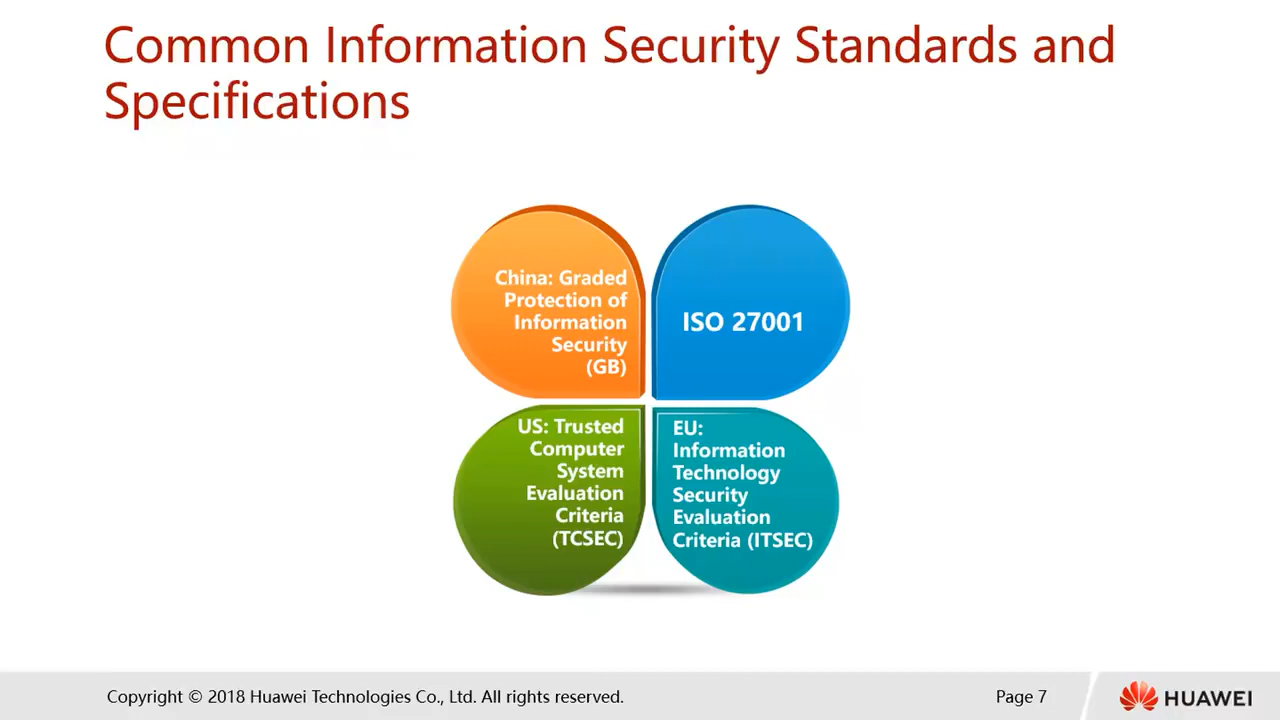 Common Information Security Standards and
Specifications
China: Graded
Protection of
Information
Security
(GB)
ISO 27001
US: Trusted
Computer
System
Evaluation
Criteria
(TCSEC)
EU:
Information
Technology
Security
Evaluation
Criteria (ITSEC)
Copyright © 2018 Huawei Technologies Co., Ltd. All rights reserved.
Page 7
HUAWEI